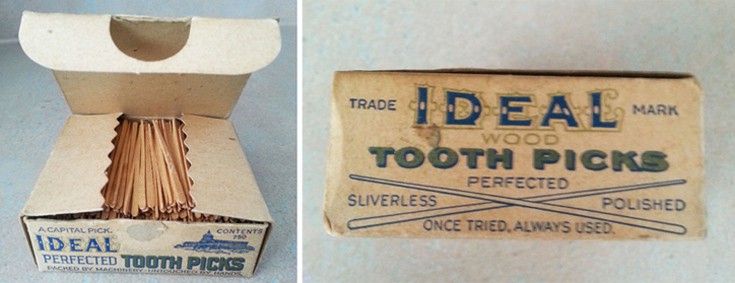 A CAPITAL PICK.
CONTENTS
750
IDEAL
PERFECTED TOOTH PICKS
PACKED BY MACHINERY-UNTOUCHED BY HANDS
TRADE IDEAL MARK
WOOD
TOOTH PICKS
PERFECTED
SLIVERLESS POLISHED
ONCE TRIED, ALWAYS USED.